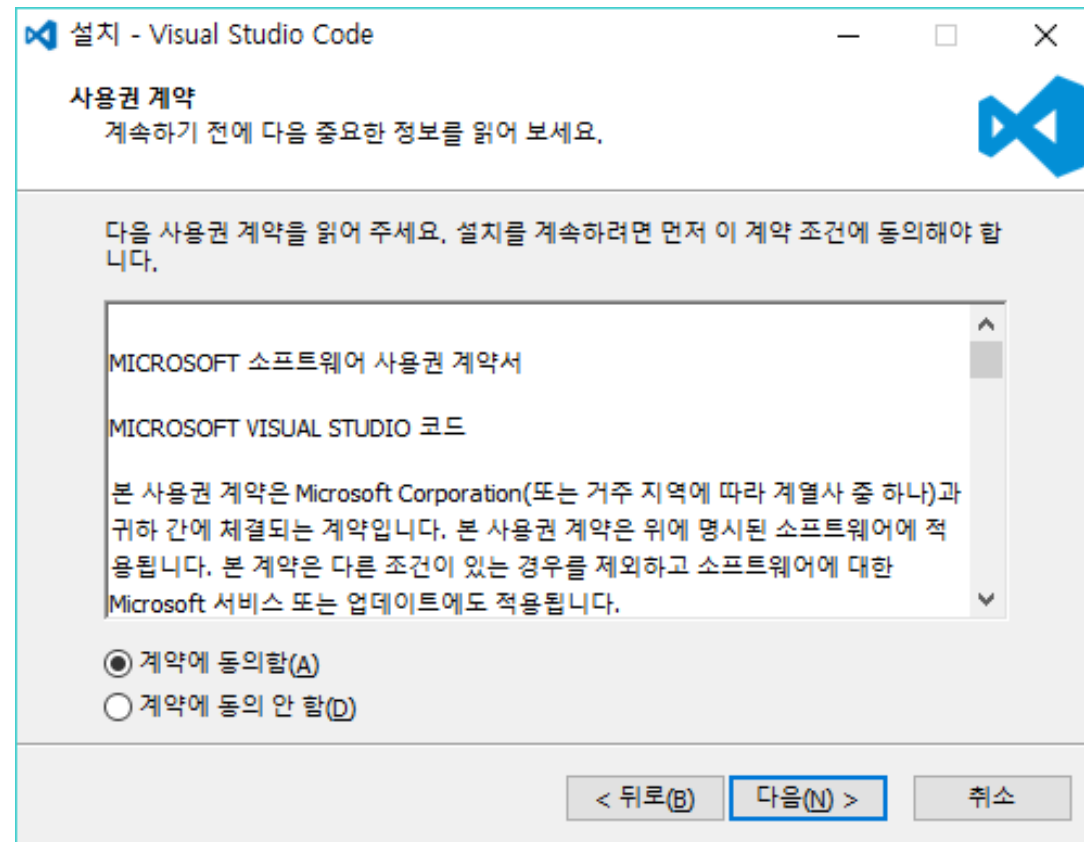 설치 - Visual Studio Code
사용권 계약
계속하기 전에 다음 중요한 정보를 읽어 보세요.
다음 사용권 계약을 읽어 주세요. 설치를 계속하려면 먼저 이 계약 조건에 동의해야 합
니다.
MICROSOFT 소프트웨어 사용권 계약서
MICROSOFT VISUAL STUDIO 코드
본 사용권 계약은 Microsoft Corporation(또는 거주 지역에 따라 계열사 중 하나)과
귀하 간에 체결되는 계약입니다. 본 사용권 계약은 위에 명시된 소프트웨어에 적
용됩니다. 본 계약은 다른 조건이 있는 경우를 제외하고 소프트웨어에 대한
Microsoft 서비스 또는 업데이트에도 적용됩니다.
계약에 동의함(A)
계약에 동의 안 함(D)
< 뒤로(B) 다음(N) > 취소